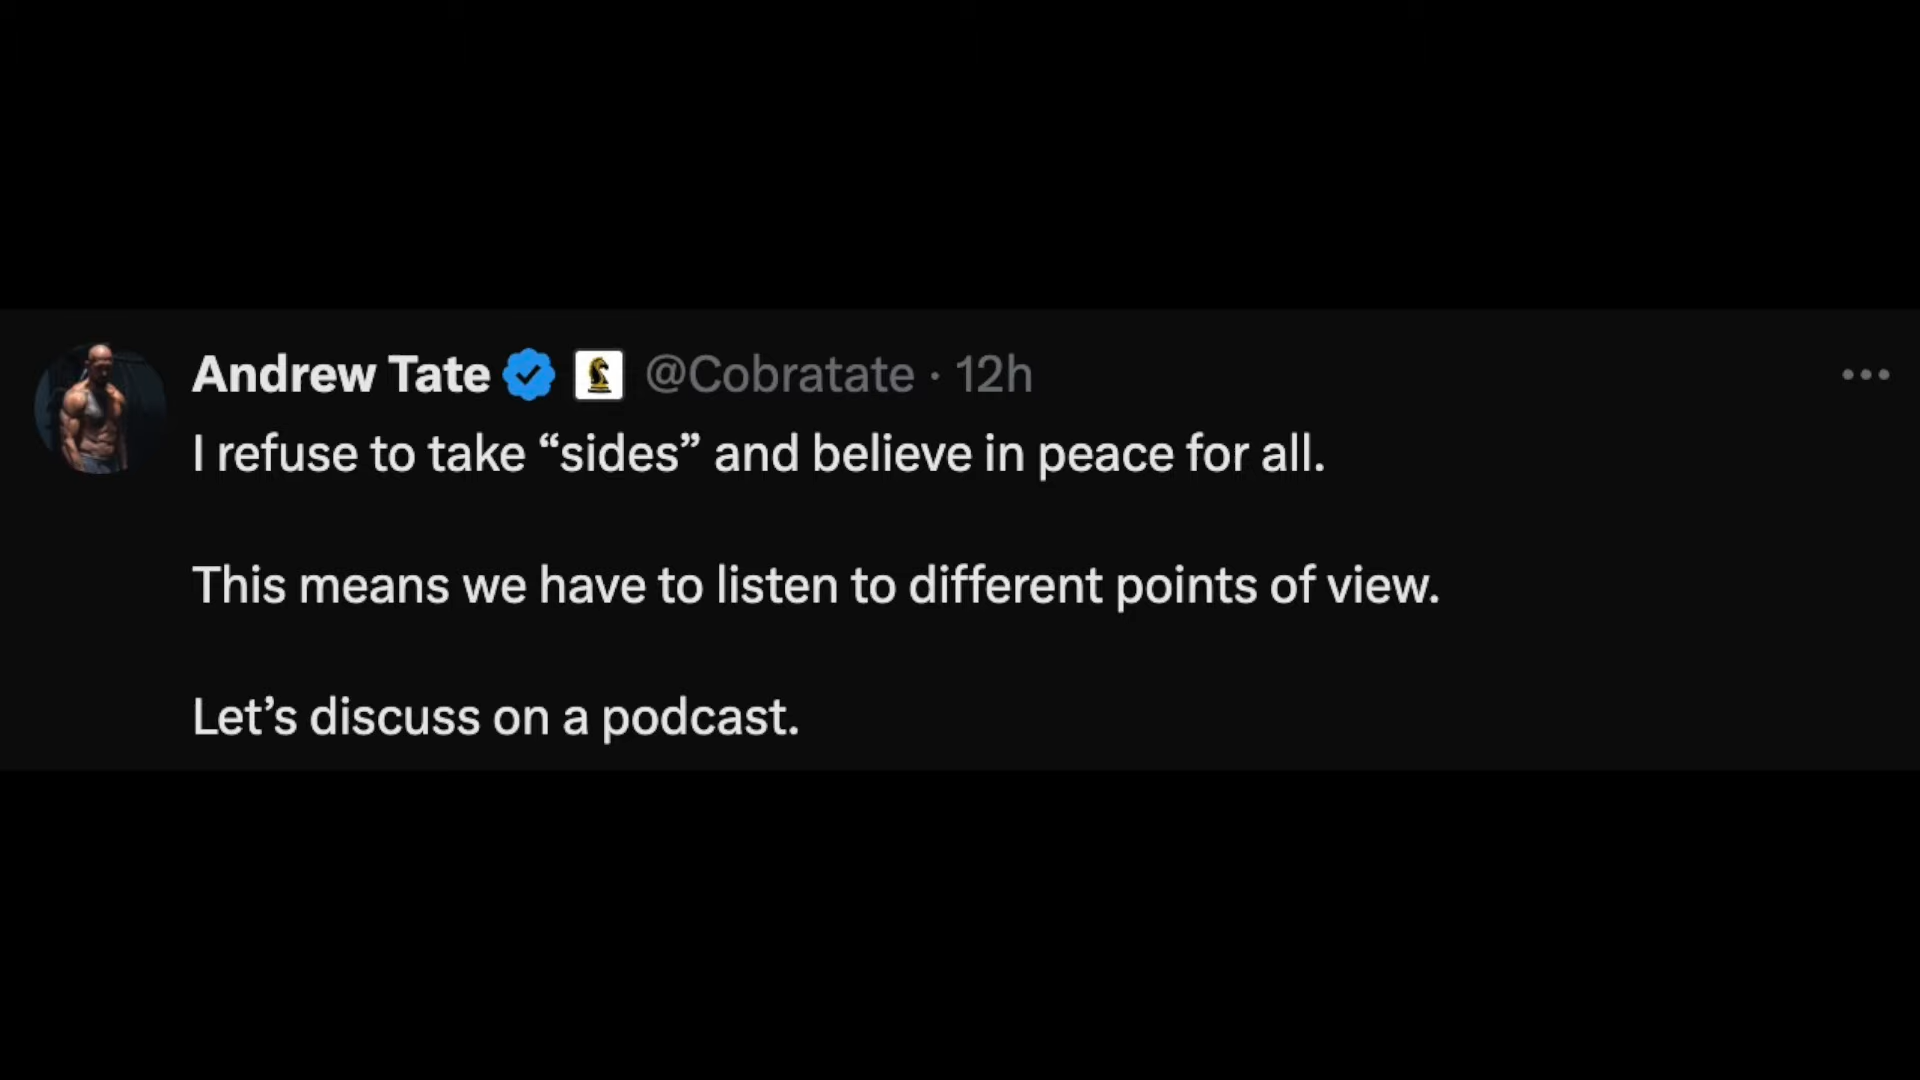 Andrew Tate @Cobratate · 12h
I refuse to take “sides” and believe in peace for all.
This means we have to listen to different points of view.
Let’s discuss on a podcast.